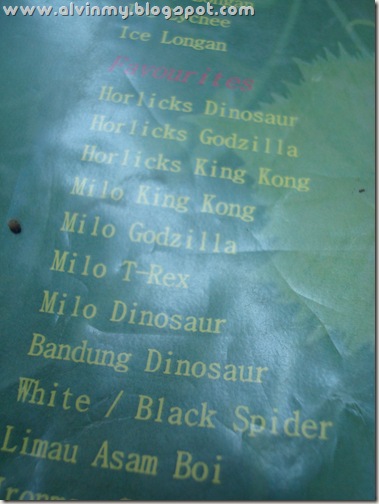 www.alvinmy.blogspot.com
Lychee
Ice Longan
Favourites
Horlicks Dinosaur
Horlicks Godzilla
Horlicks King Kong
Milo King Kong
Milo Godzilla
Milo T-Rex
Milo Dinosaur
Bandung Dinosaur
White / Black Spider
Limau Asam Boi